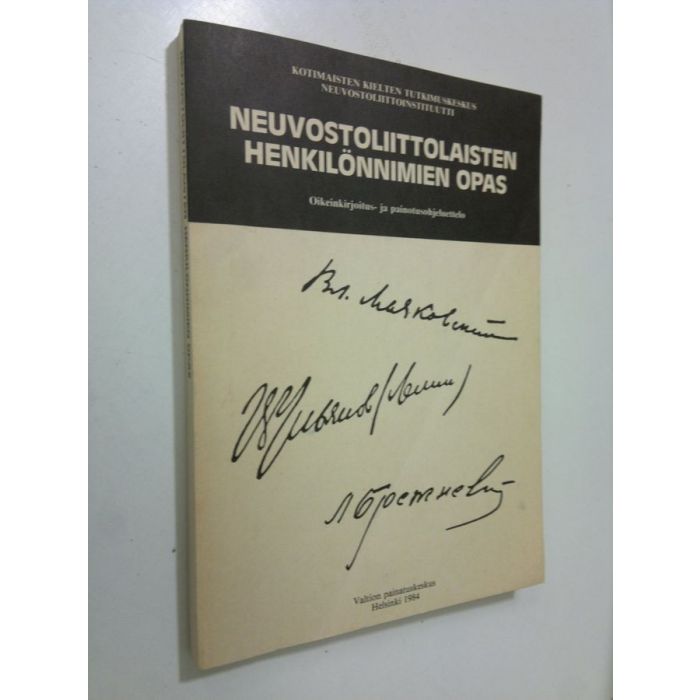 KOTIMAISTEN KIELTEN TUTKIMUSKESKUS
NEUVOSTOLIITTOINSTITUUTTI
NEUVOSTOLIITTOLAISTEN
HENKILÖNNIMIEN OPAS
Oikeinkirjoitus- ja painotusohjeluettelo
Вл. Маяковский
В Ульянов (Ленин)
Л Брежнев
Valtion painatuskeskus
Helsinki 1984